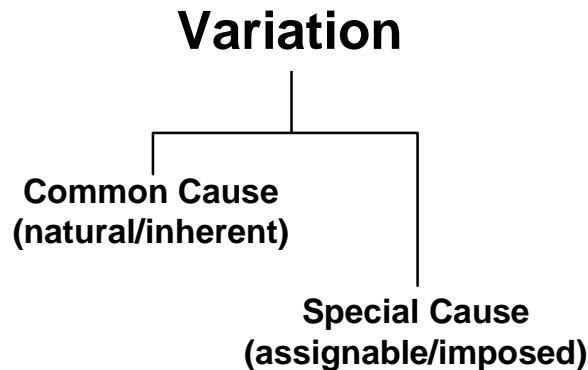 Variation
Common Cause
(natural/inherent)
Special Cause
(assignable/imposed)